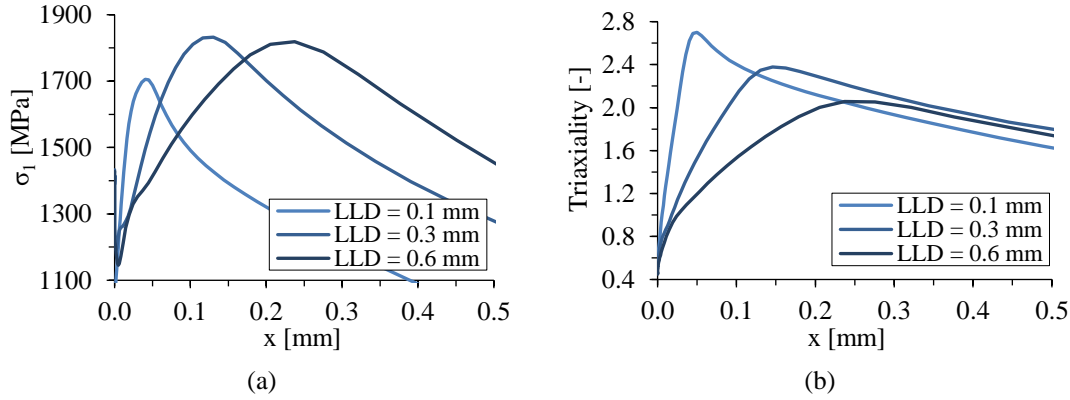 1900
1700
1500
1300
1100
σ₁ [MPa]
LLD = 0.1 mm
LLD = 0.3 mm
LLD = 0.6 mm
0.0 0.1 0.2 0.3 0.4 0.5
x [mm]
(a)
2.8
2.4
2.0
1.6
1.2
0.8
0.4
Triaxiality [-]
LLD = 0.1 mm
LLD = 0.3 mm
LLD = 0.6 mm
0.0 0.1 0.2 0.3 0.4 0.5
x [mm]
(b)